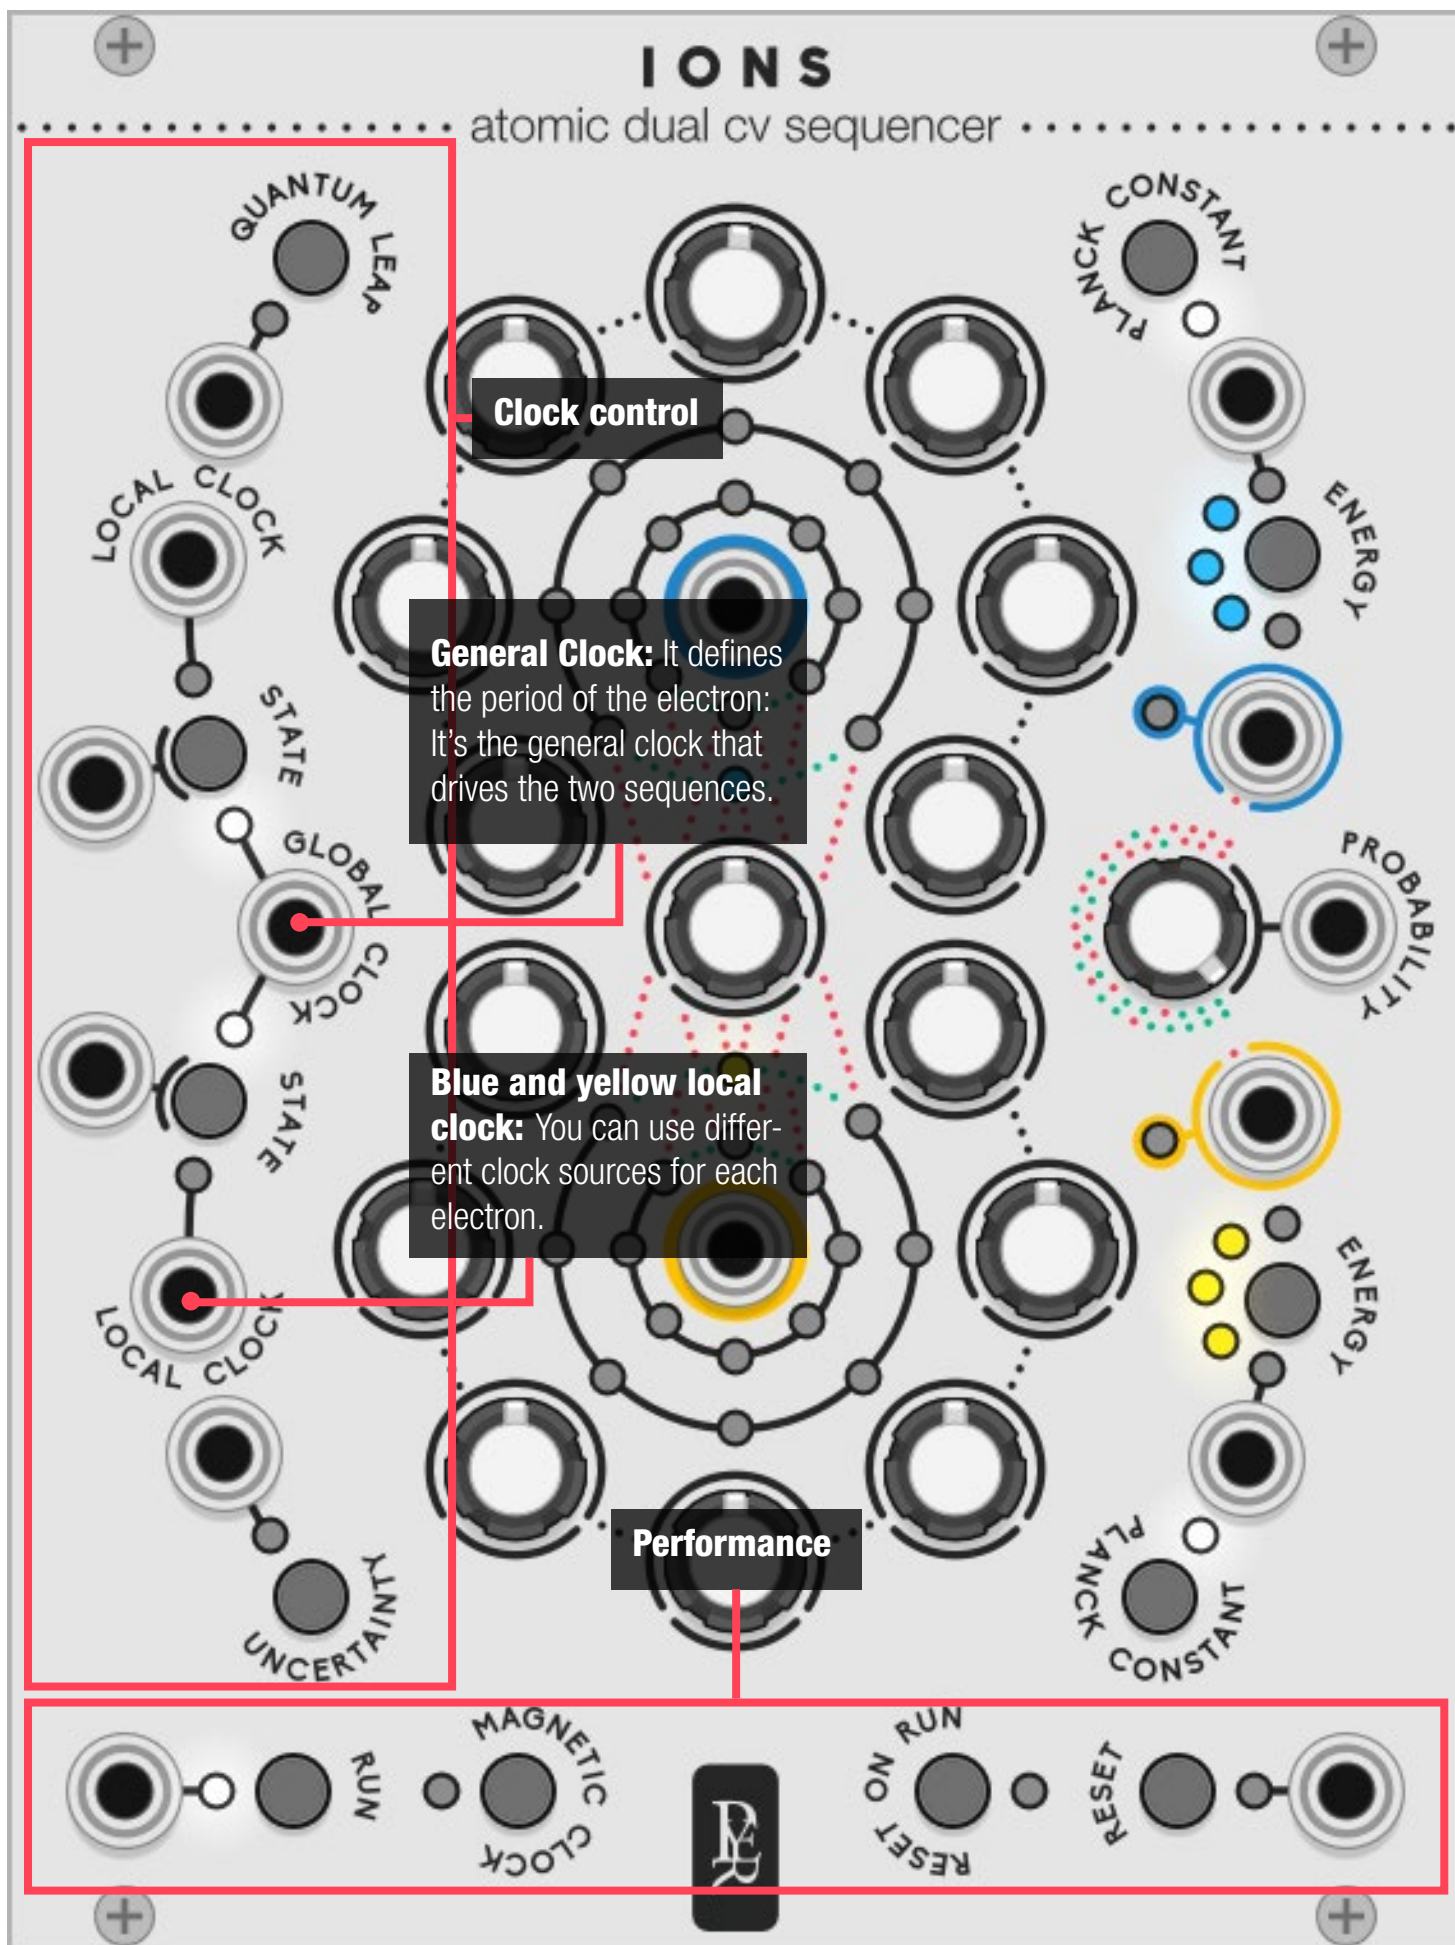 IONS
atomic dual cv sequencer
QUANTUM LEAP
PLANCK CONSTANT
Clock control
LOCAL CLOCK
ENERGY
General Clock: It defines
the period of the electron:
It's the general clock that
drives the two sequences.
STATE
GLOBAL CLOCK
PROBABILITY
STATE
Blue and yellow local
clock: You can use differ-
ent clock sources for each
electron.
ENERGY
LOCAL CLOCK
Performance
UNCERTAINTY
PLANCK CONSTANT
RUN
MAGNETIC CLOCK
RESET ON RUN
RESET